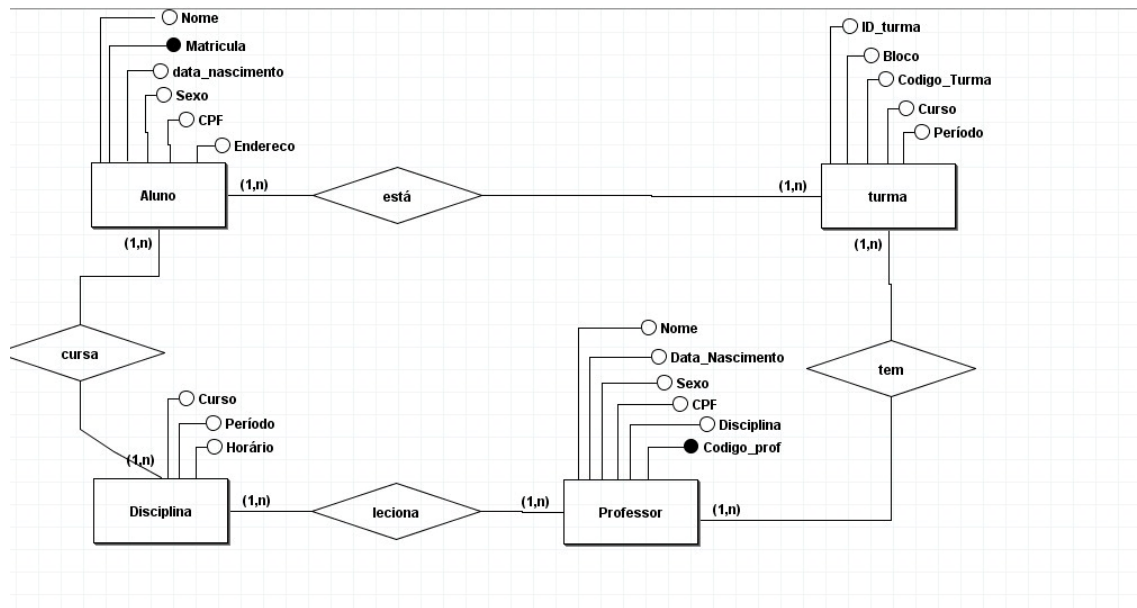 Nome
Matricula
data_nascimento
Sexo
CPF
Endereco
Aluno
(1,n)
está
(1,n)
ID_turma
Bloco
Codigo_Turma
Curso
Período
turma
(1,n)
(1,n)
cursa
tem
Nome
Data_Nascimento
Sexo
CPF
Disciplina
Codigo_prof
Curso
Período
Horário
(1,n)
Disciplina
(1,n)
leciona
(1,n)
Professor
(1,n)